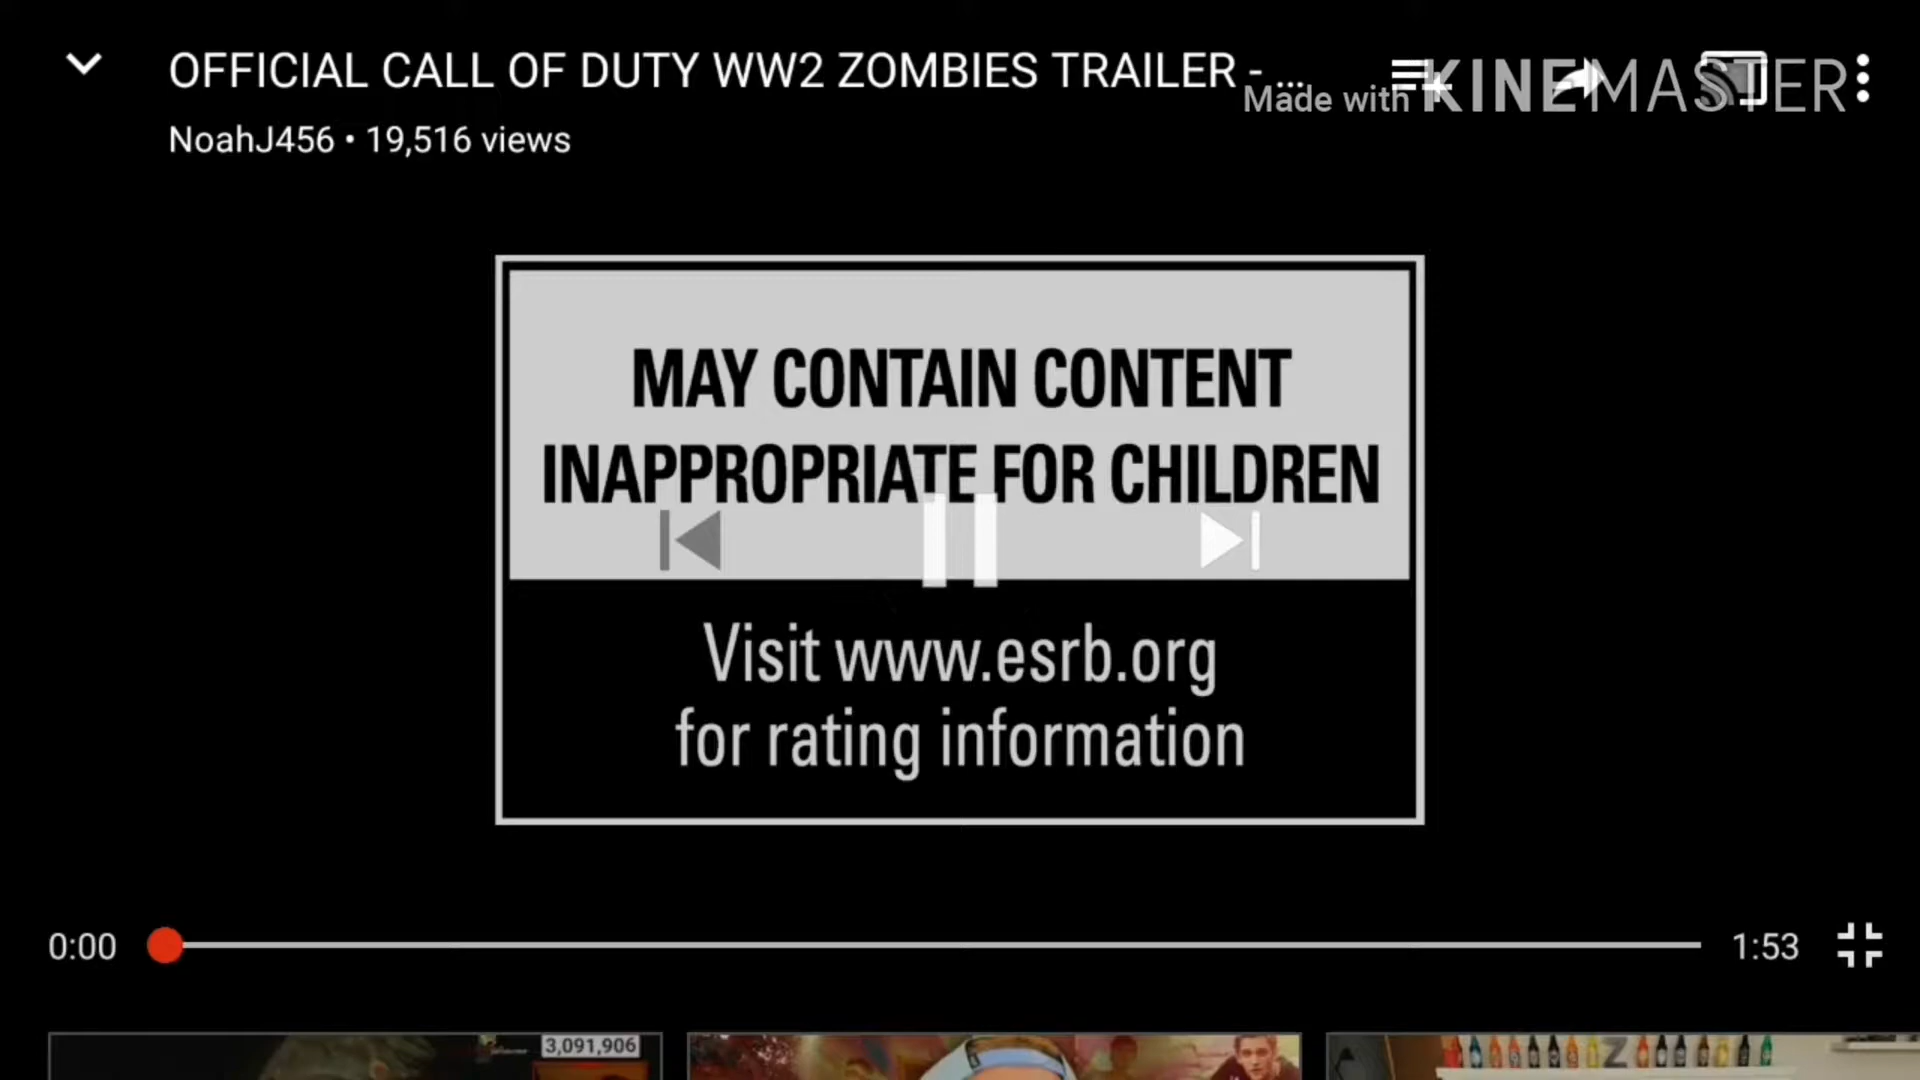 OFFICIAL CALL OF DUTY WW2 ZOMBIES TRAILER - ...
Made with KINEMASTER
NoahJ456 • 19,516 views
MAY CONTAIN CONTENT
INAPPROPRIATE FOR CHILDREN
Visit www.esrb.org
for rating information
0:00
1:53
3,091,906